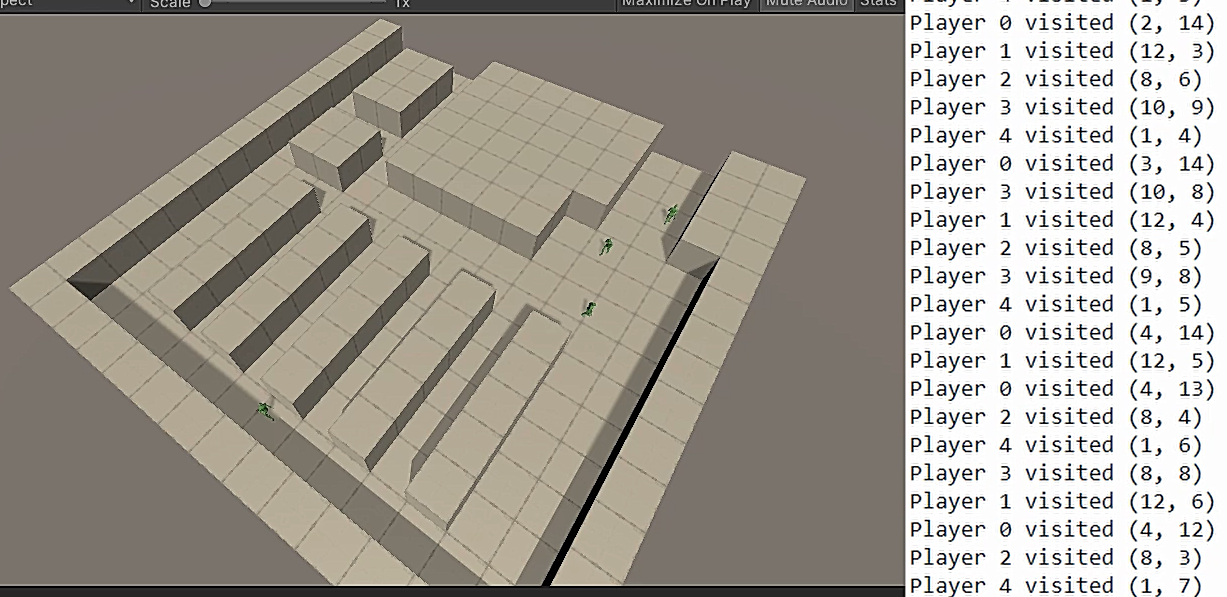 pect Scale 1x Maximize On Play Mute Audio Stats
Player 0 visited (2, 14)
Player 1 visited (12, 3)
Player 2 visited (8, 6)
Player 3 visited (10, 9)
Player 4 visited (1, 4)
Player 0 visited (3, 14)
Player 3 visited (10, 8)
Player 1 visited (12, 4)
Player 2 visited (8, 5)
Player 3 visited (9, 8)
Player 4 visited (1, 5)
Player 0 visited (4, 14)
Player 1 visited (12, 5)
Player 0 visited (4, 13)
Player 2 visited (8, 4)
Player 4 visited (1, 6)
Player 3 visited (8, 8)
Player 1 visited (12, 6)
Player 0 visited (4, 12)
Player 2 visited (8, 3)
Player 4 visited (1, 7)